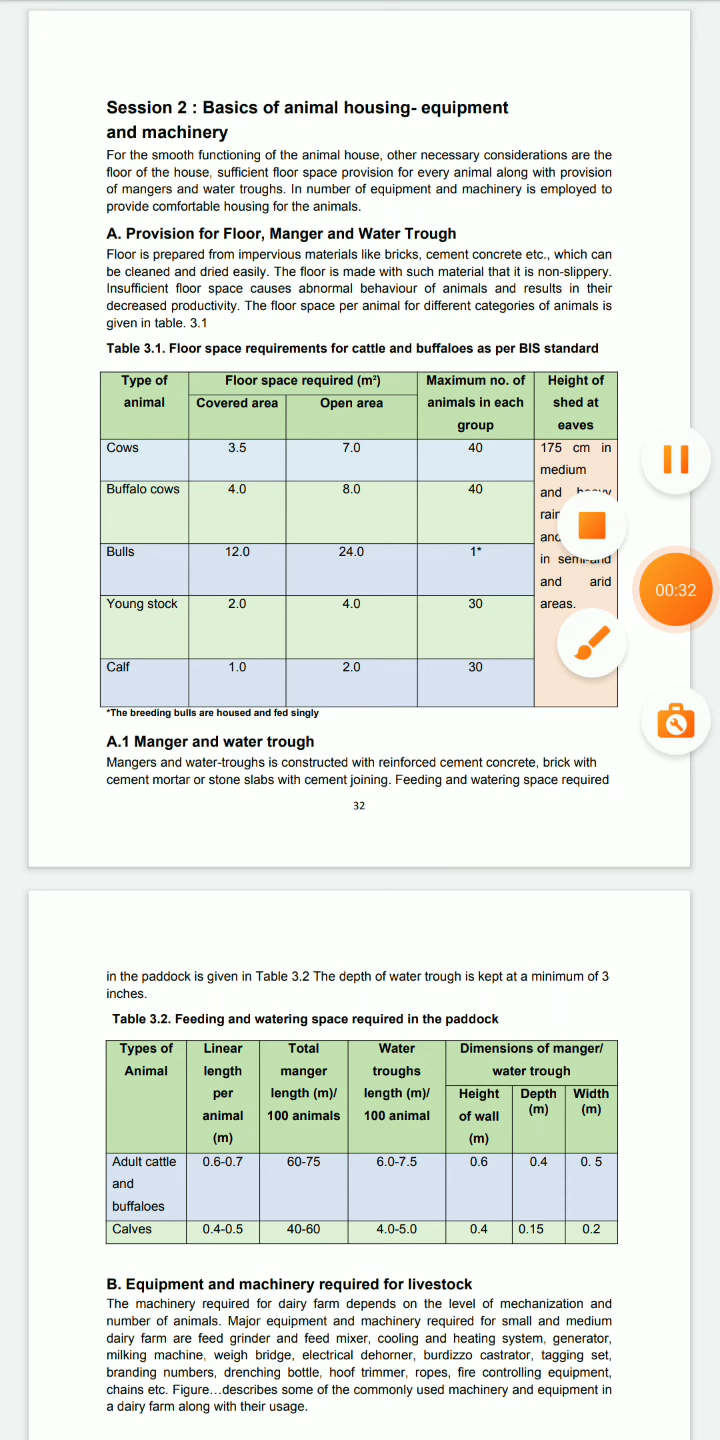 Session 2 : Basics of animal housing- equipment
and machinery
For the smooth functioning of the animal house, other necessary considerations are the
floor of the house, sufficient floor space provision for every animal along with provision
of mangers and water troughs. In number of equipment and machinery is employed to
provide comfortable housing for the animals.
A. Provision for Floor, Manger and Water Trough
Floor is prepared from impervious materials like bricks, cement concrete etc., which can
be cleaned and dried easily. The floor is made with such material that it is non-slippery.
Insufficient floor space causes abnormal behaviour of animals and results in their
decreased productivity. The floor space per animal for different categories of animals is
given in table. 3.1
Table 3.1. Floor space requirements for cattle and buffaloes as per BIS standard
Type of animal Floor space required (m²) Maximum no. of animals in each group Height of shed at eaves
Covered area Open area
Cows 3.5 7.0 40
Buffalo cows 4.0 8.0 40
Bulls 12.0 24.0 1*
Young stock 2.0 4.0 30
Calf 1.0 2.0 30
175 cm in
medium
and
in
and arid
areas.
*The breeding bulls are housed and fed singly
00:32
A.1 Manger and water trough
Mangers and water-troughs is constructed with reinforced cement concrete, brick with
cement mortar or stone slabs with cement joining. Feeding and watering space required
32
in the paddock is given in Table 3.2 The depth of water trough is kept at a minimum of 3
inches.
Table 3.2. Feeding and watering space required in the paddock
Types of Animal Linear length per animal (m) Total manger length (m)/ 100 animals Water troughs length (m)/ 100 animal Dimensions of manger/ water trough
Height of wall (m) Depth (m) Width (m)
Adult cattle and buffaloes 0.6-0.7 60-75 6.0-7.5 0.6 0.4 0. 5
Calves 0.4-0.5 40-60 4.0-5.0 0.4 0.15 0.2
B. Equipment and machinery required for livestock
The machinery required for dairy farm depends on the level of mechanization and
number of animals. Major equipment and machinery required for small and medium
dairy farm are feed grinder and feed mixer, cooling and heating system, generator,
milking machine, weigh bridge, electrical dehorner, burdizzo castrator, tagging set,
branding numbers, drenching bottle, hoof trimmer, ropes, fire controlling equipment,
chains etc. Figure…describes some of the commonly used machinery and equipment in
a dairy farm along with their usage.